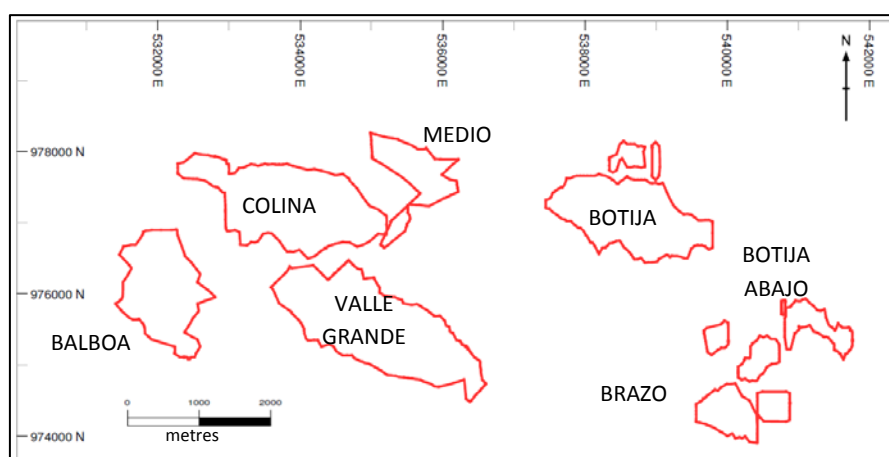 532000 E
534000 E
536000 E
538000 E
540000 E
542000 E
N
978000 N
MEDIO
COLINA
BOTIJA
BOTIJA
ABAJO
976000 N
VALLE
GRANDE
BALBOA
BRAZO
0
1000
2000
metres
974000 N